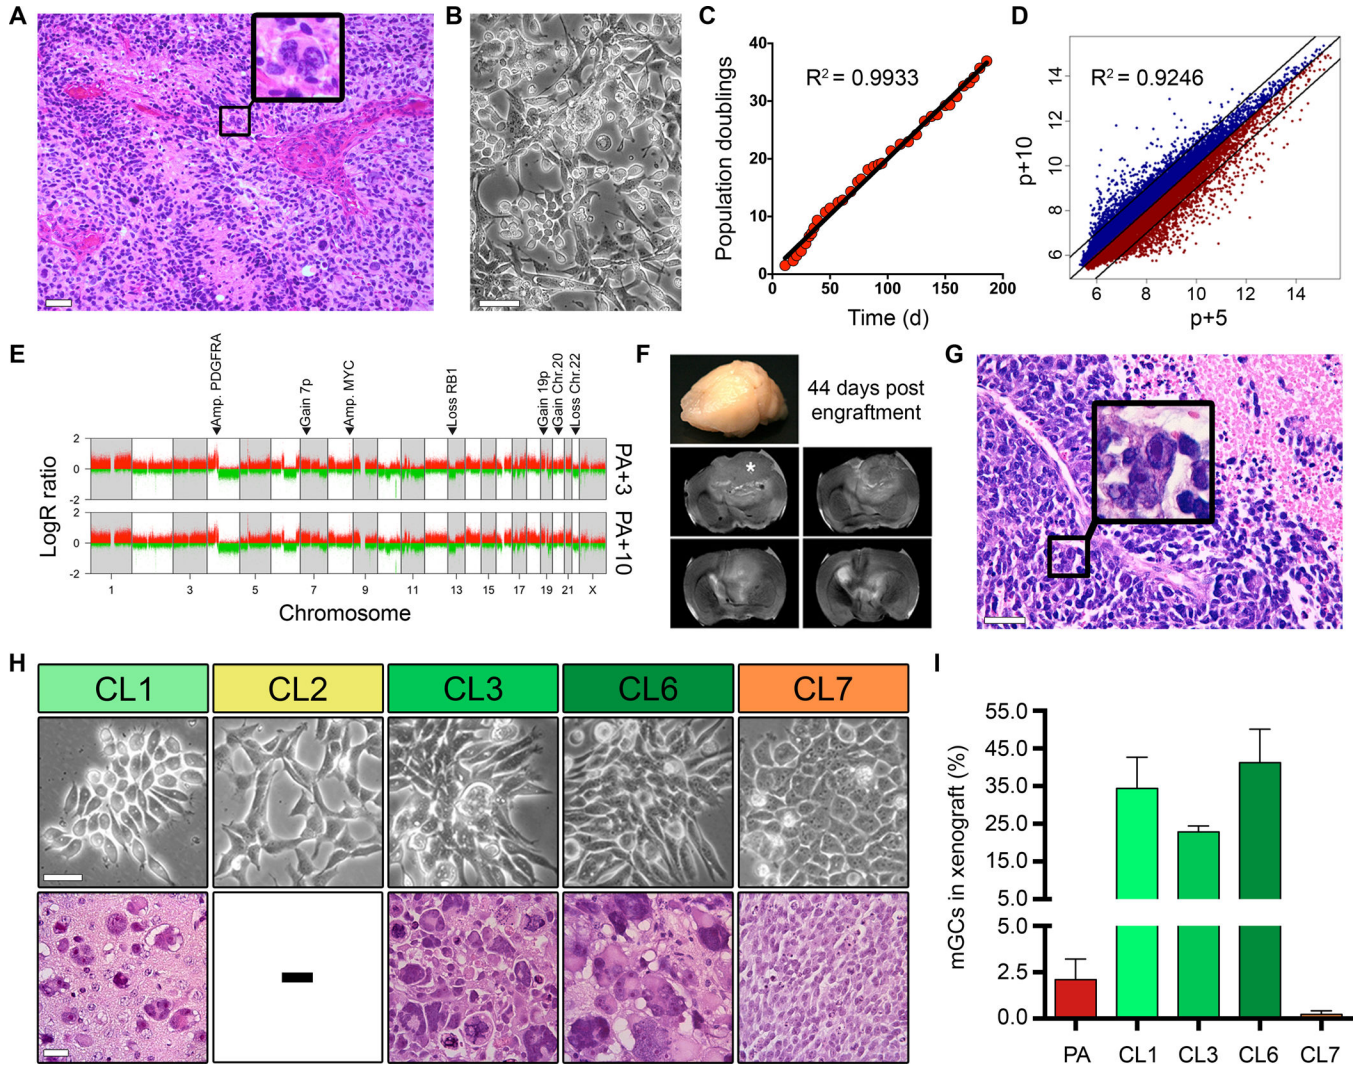 A
B
C
Population doublings
40
30
20
10
0
R² = 0.9933
0
50
100
150
200
Time (d)
D
p+10
14
12
10
8
6
R² = 0.9246
6
8
10
12
14
p+5
E
Amp. PDGFRA
Gain 7p
Amp. MYC
Loss RB1
Gain 19p
Gain Chr.20
Loss Chr.22
LogR ratio
2
0
-2
PA+3
2
0
-2
PA+10
1
3
5
7
9
11
13
15
17
19
21
X
Chromosome
F
44 days post
engraftment
*
G
H
CL1
CL2
CL3
CL6
CL7
I
mGCs in xenograft (%)
55.0
45.0
35.0
25.0
15.0
5.0
5.0
2.5
0.0
PA
CL1
CL3
CL6
CL7